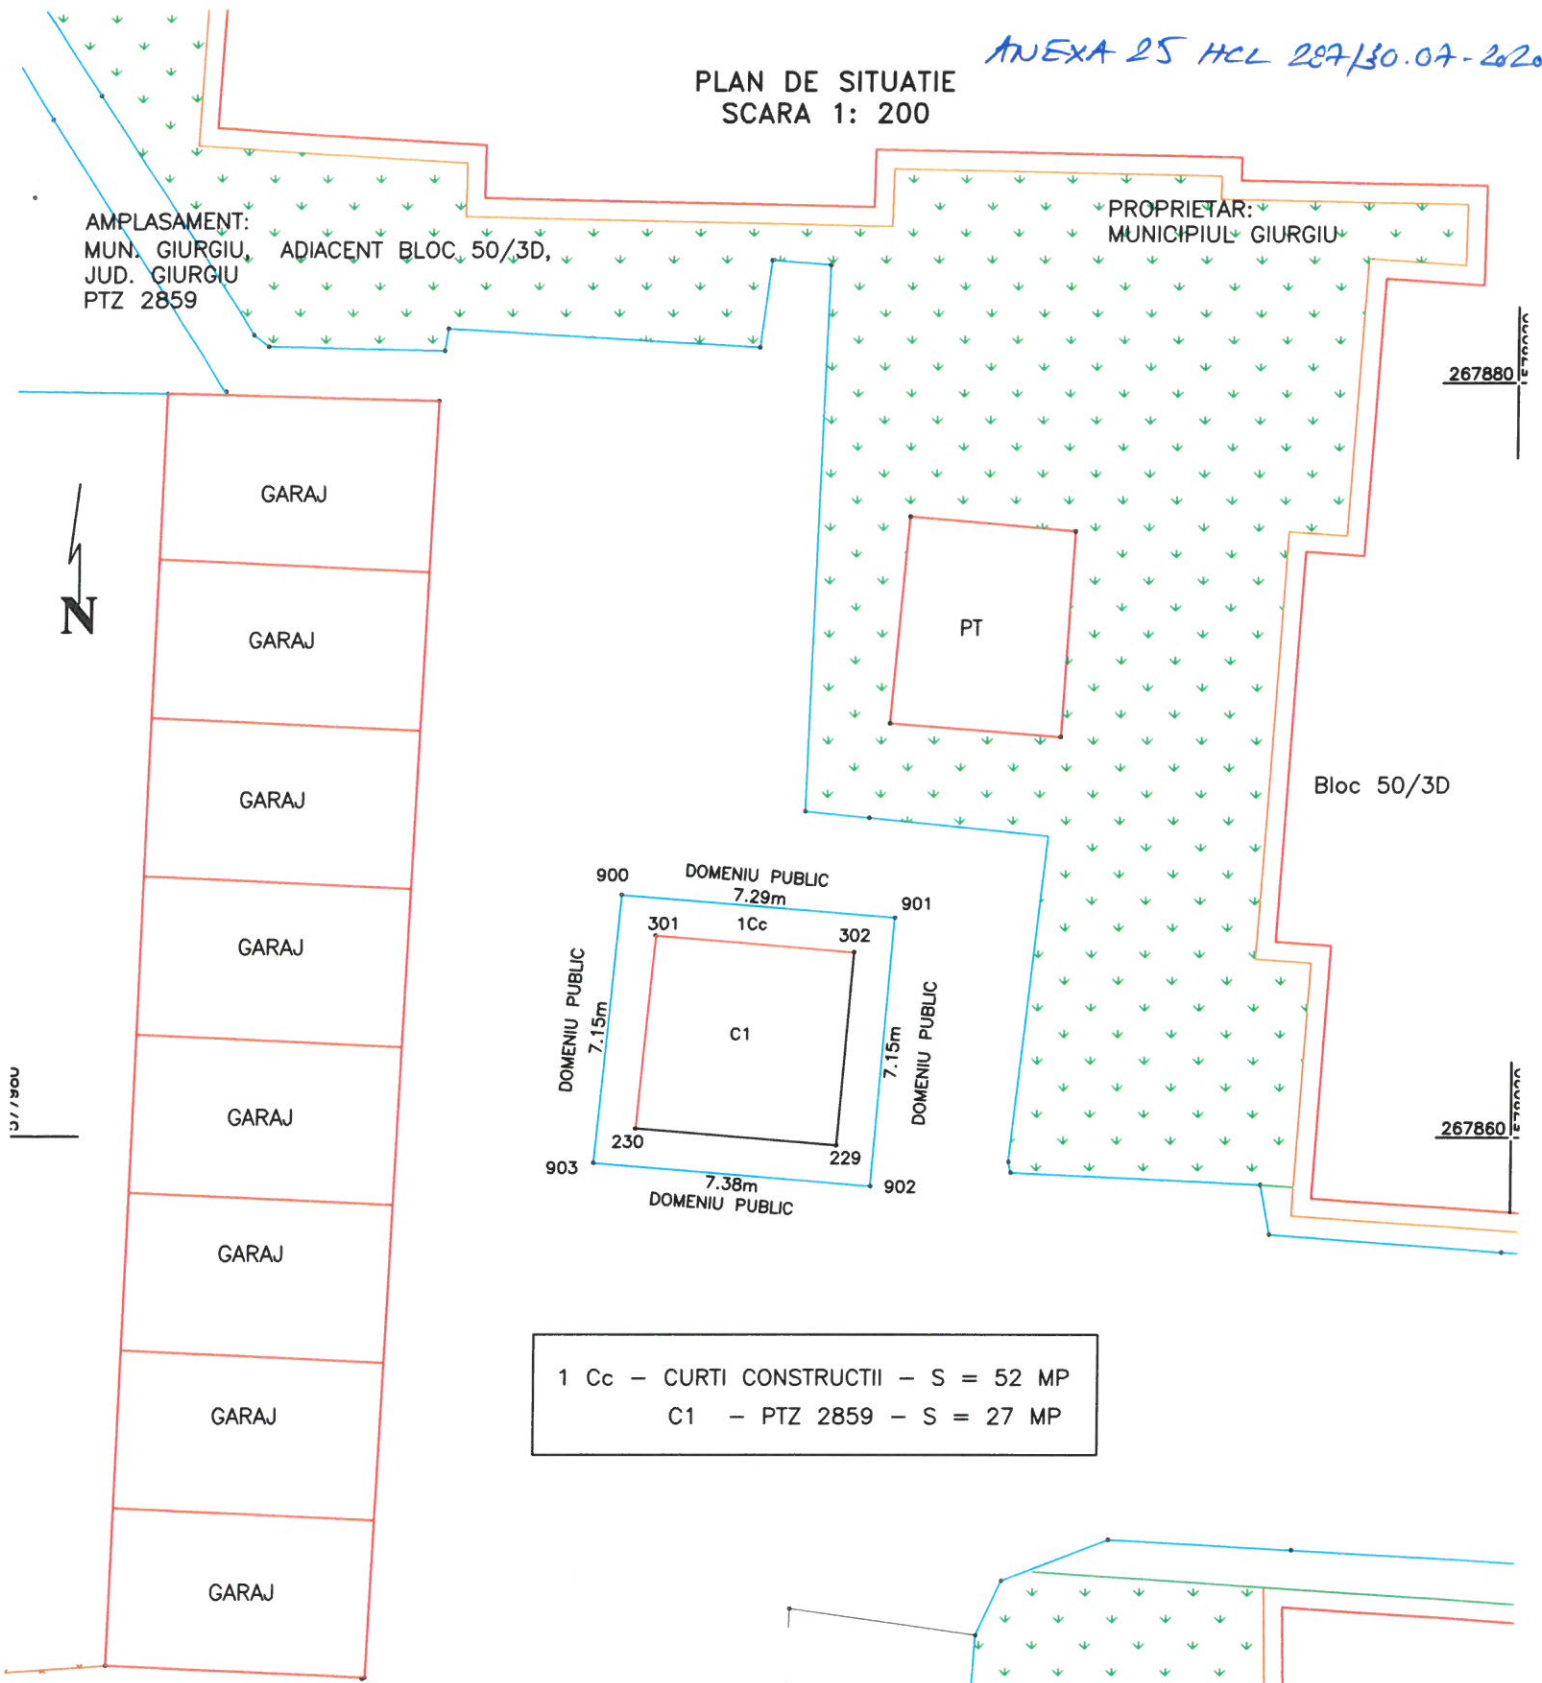 ANEXA 25 HCL 287/30.07-2020
PLAN DE SITUATIE
SCARA 1: 200
AMPLASAMENT:
MUN. GIURGIU, ADIACENT BLOC 50/3D,
JUD. GIURGIU
PTZ 2859
PROPRIETAR:
MUNICIPIUL GIURGIU
267880
GARAJ
N
GARAJ
PT
GARAJ
Bloc 50/3D
DOMENIU PUBLIC
900
7.29m
901
301
1Cc
302
GARAJ
DOMENIU PUBLIC
7.15m
C1
7.15m
DOMENIU PUBLIC
GARAJ
267860
230
229
903
7.38m
902
DOMENIU PUBLIC
GARAJ
1 Cc – CURTI CONSTRUCTII – S = 52 MP
C1 – PTZ 2859 – S = 27 MP
GARAJ
GARAJ